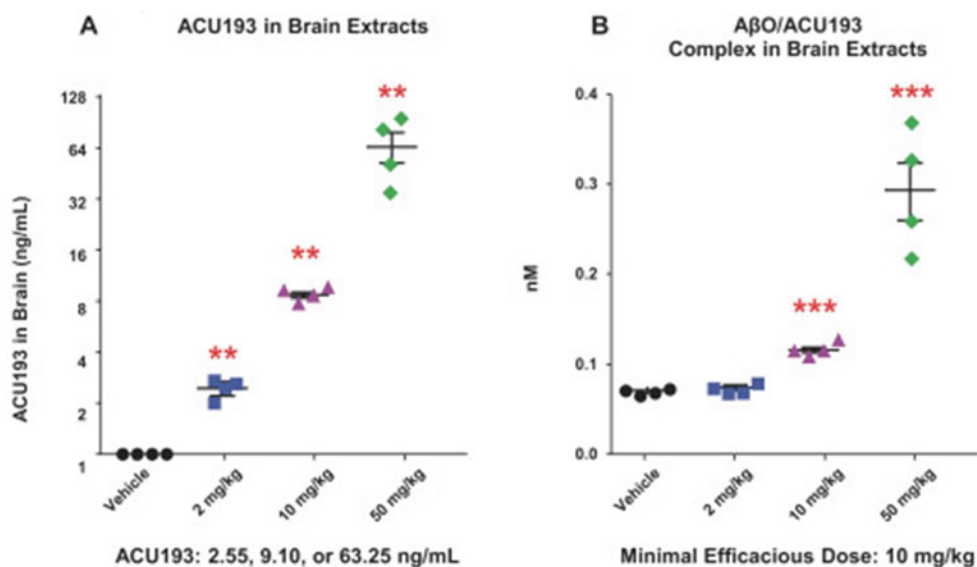 A
ACU193 in Brain Extracts
ACU193 in Brain (ng/mL)
128
64
32
16
8
4
2
1
**
**
**
Vehicle
2 mg/kg
10 mg/kg
50 mg/kg
ACU193: 2.55, 9.10, or 63.25 ng/mL
B
AβO/ACU193
Complex in Brain Extracts
nM
0.4
0.3
0.2
0.1
0.0
***
***
Vehicle
2 mg/kg
10 mg/kg
50 mg/kg
Minimal Efficacious Dose: 10 mg/kg